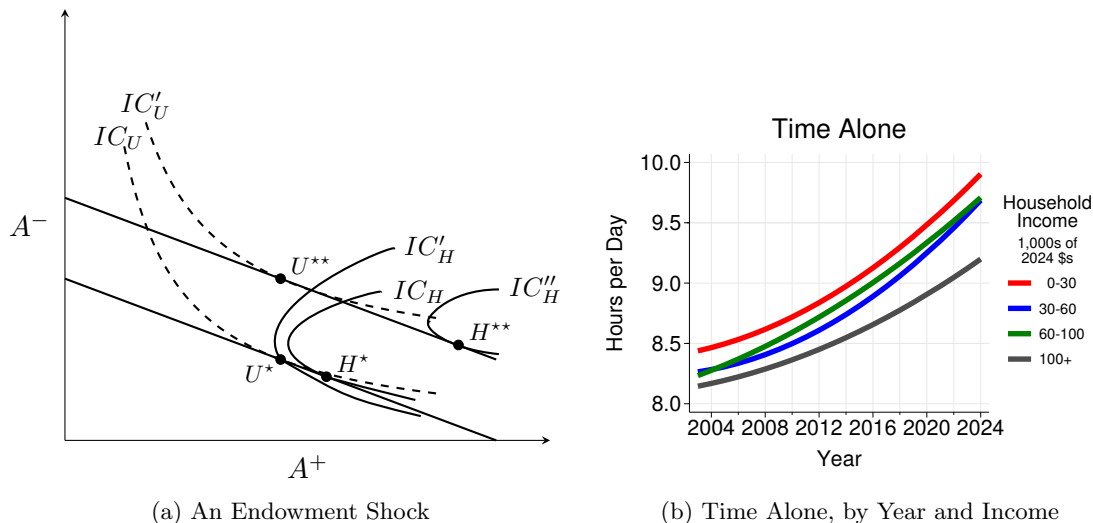 IC′_U
IC_U
A⁻
U⋆⋆
IC′_H
IC_H
IC″_H
H⋆⋆
U⋆
H⋆
A⁺
(a) An Endowment Shock
Time Alone
Hours per Day
10.0
9.5
9.0
8.5
8.0
2004 2008 2012 2016 2020 2024
Year
Household
Income
1,000s of
2024 $s
0-30
30-60
60-100
100+
(b) Time Alone, by Year and Income